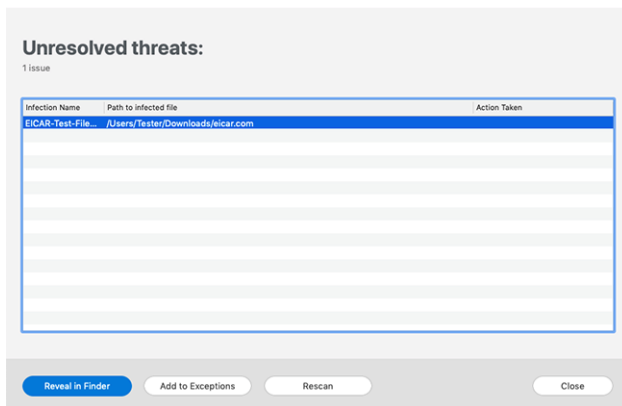 Unresolved threats:
1 issue
Infection Name Path to infected file Action Taken
EICAR-Test-File... /Users/Tester/Downloads/eicar.com
Reveal in Finder Add to Exceptions Rescan Close